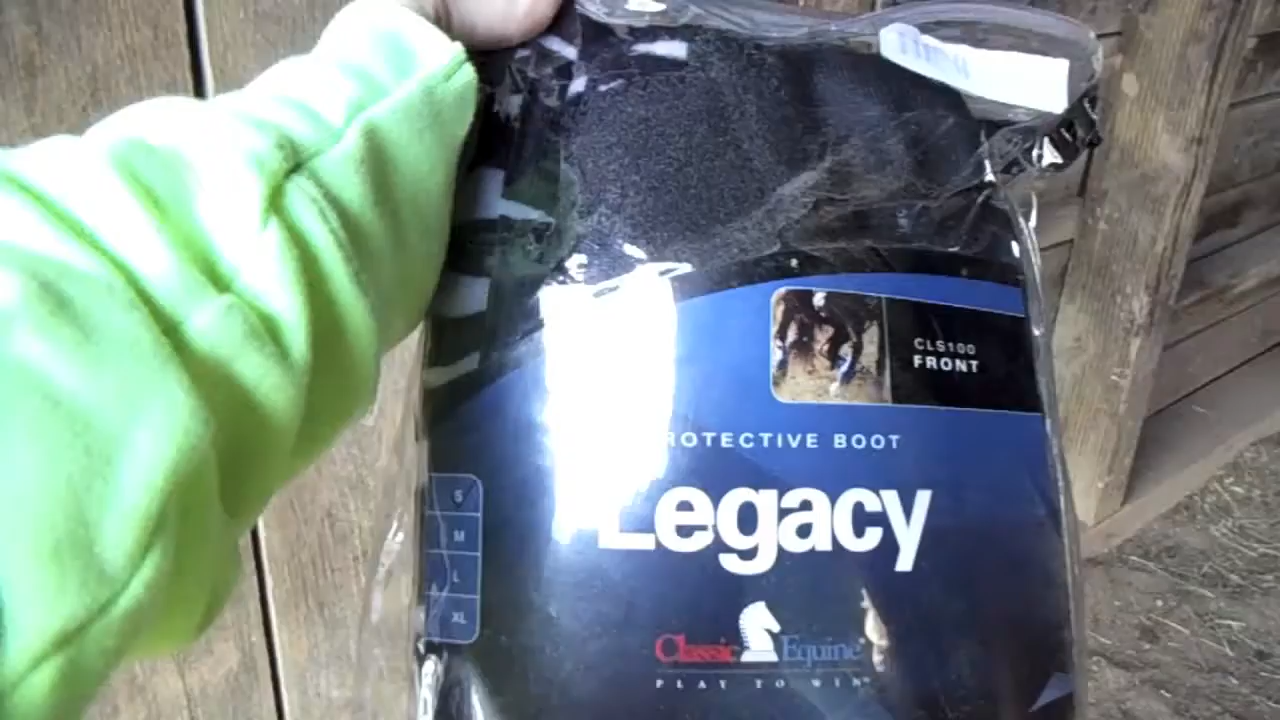 CLS100
FRONT
ROTECTIVE BOOT
Legacy
S
M
L
XL
Classic Equine
PLAY TO WIN